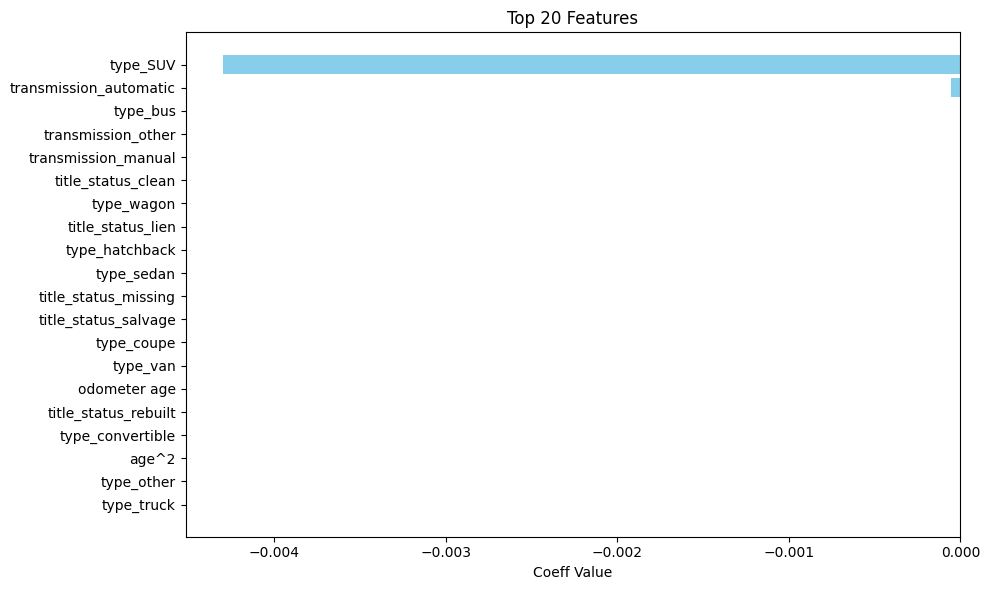 Top 20 Features
type_SUV
transmission_automatic
type_bus
transmission_other
transmission_manual
title_status_clean
type_wagon
title_status_lien
type_hatchback
type_sedan
title_status_missing
title_status_salvage
type_coupe
type_van
odometer age
title_status_rebuilt
type_convertible
age^2
type_other
type_truck
−0.004 −0.003 −0.002 −0.001 0.000
Coeff Value